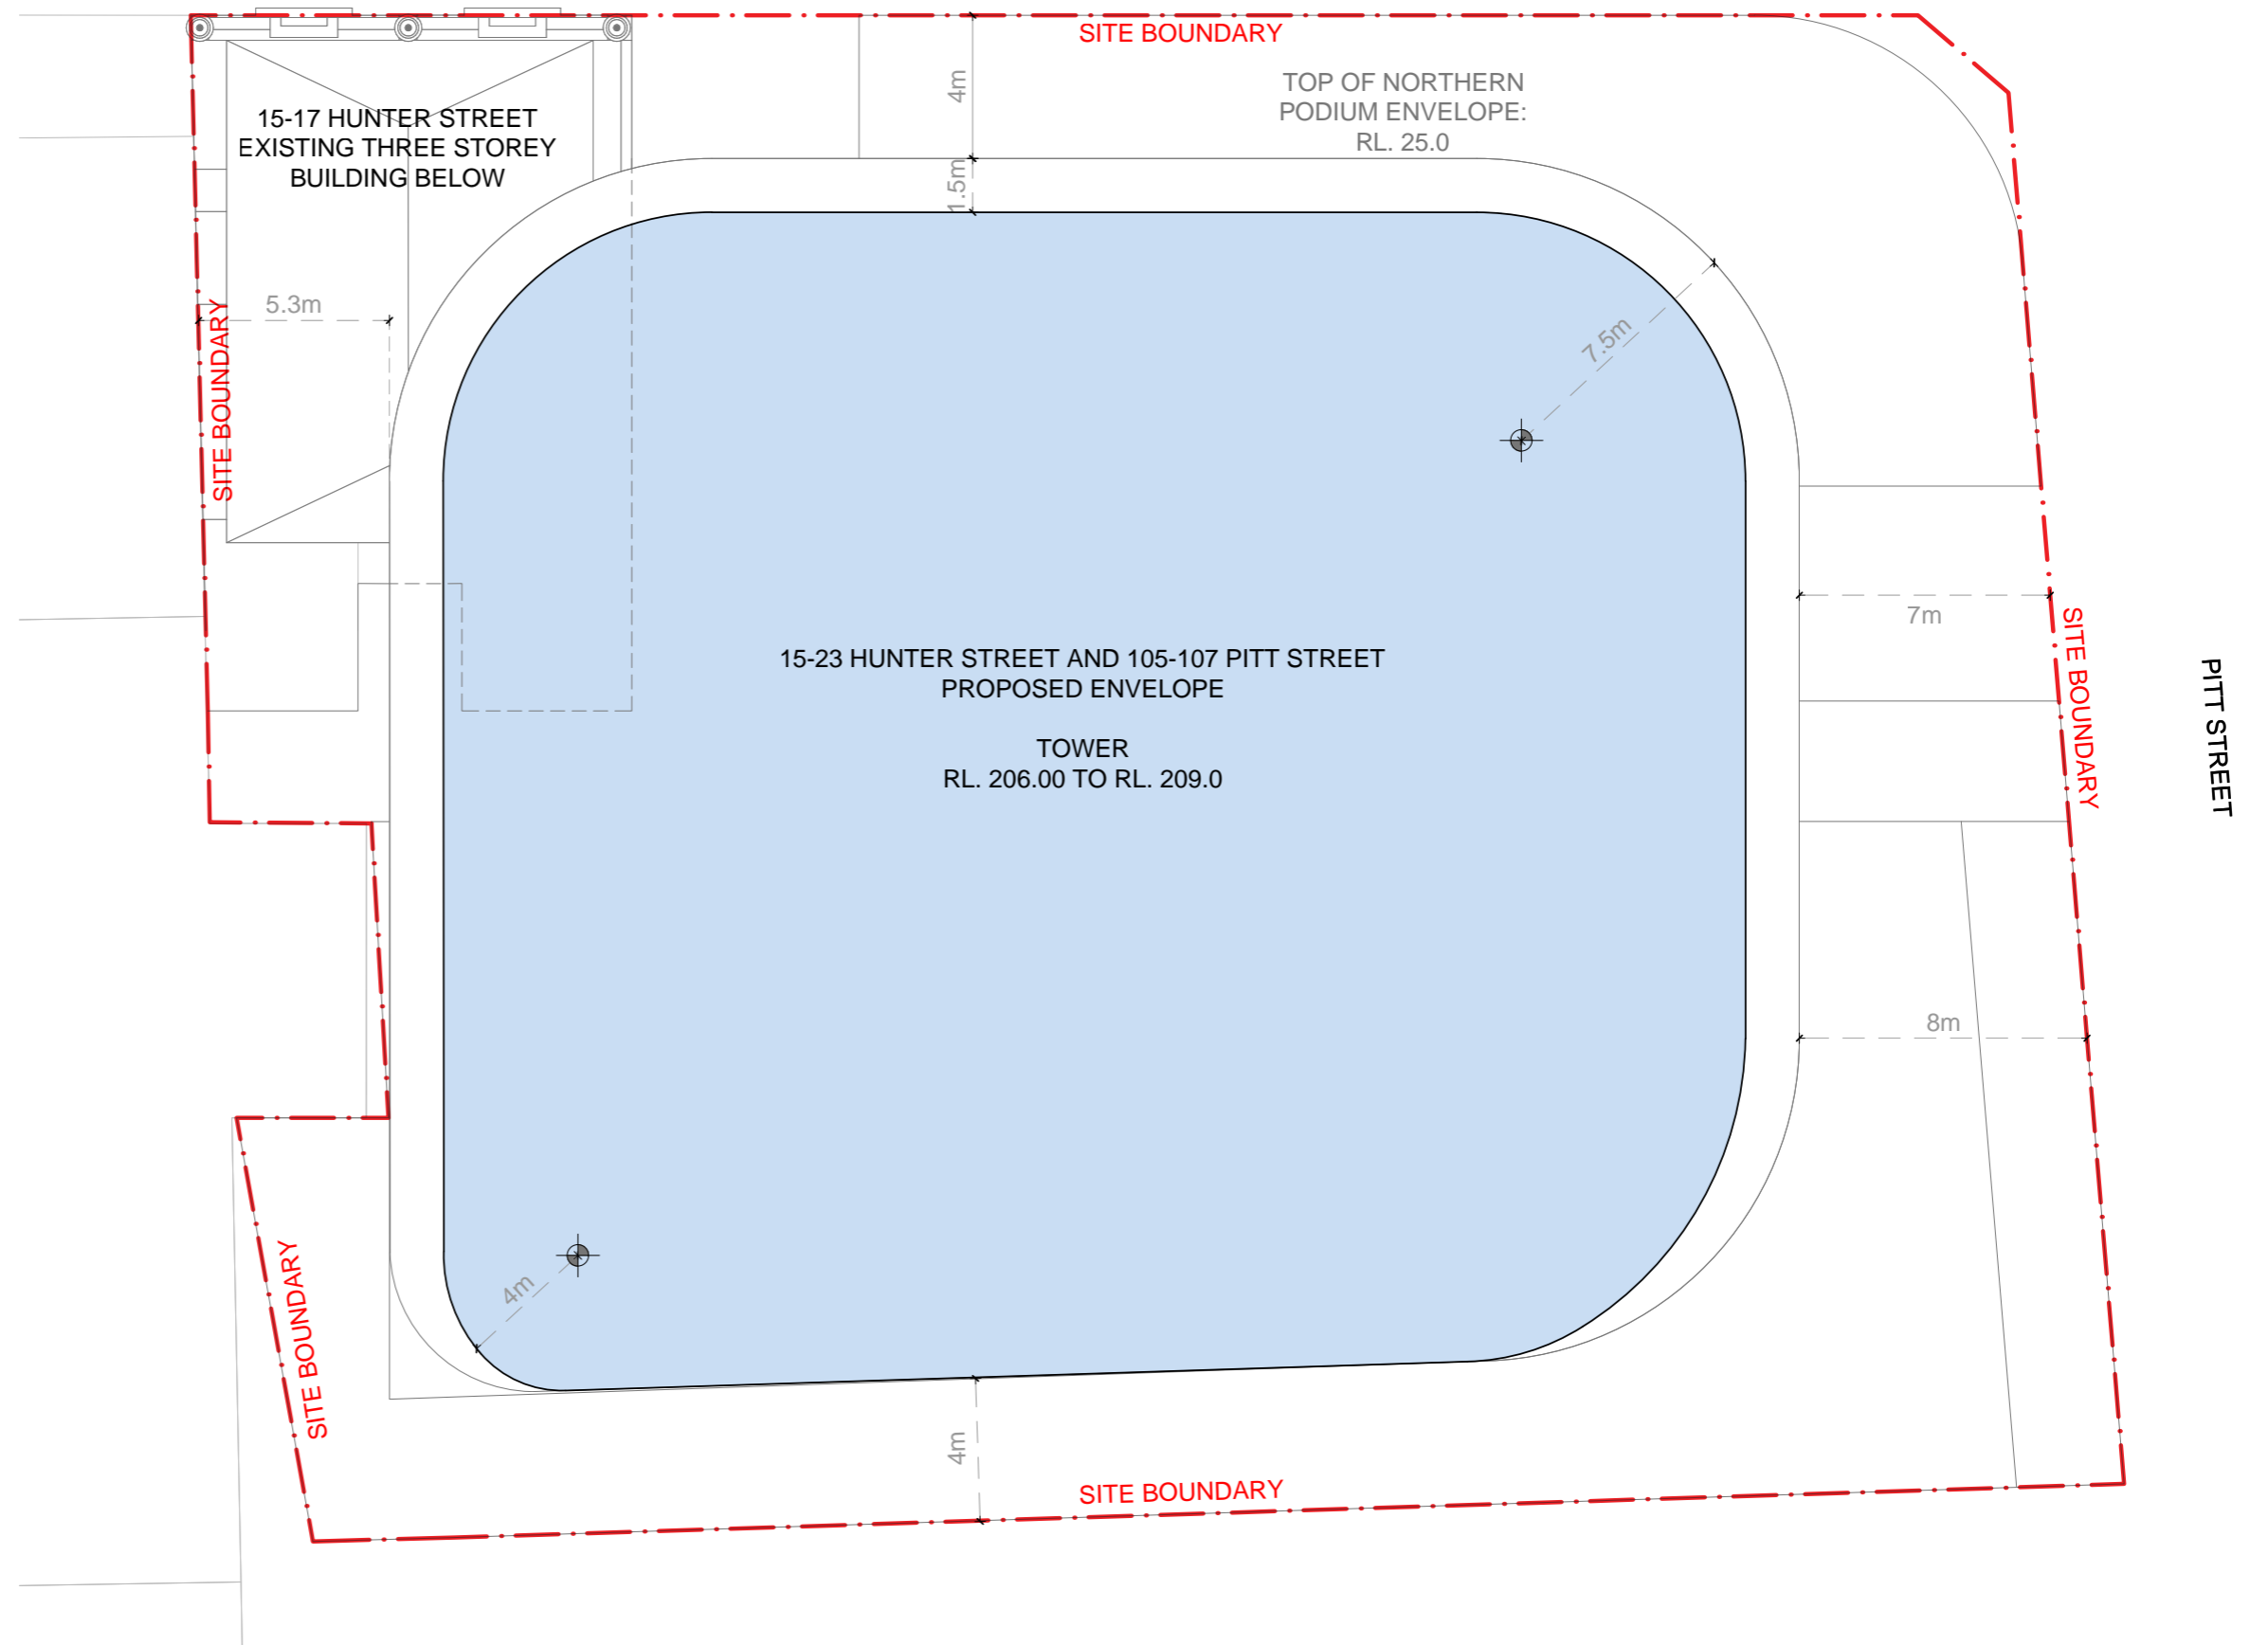 SITE BOUNDARY
4m
TOP OF NORTHERN
PODIUM ENVELOPE:
RL. 25.0
15-17 HUNTER STREET
EXISTING THREE STOREY
BUILDING BELOW
1.5m
5.3m
SITE BOUNDARY
7.5m
7m
SITE BOUNDARY
PITT STREET
15-23 HUNTER STREET AND 105-107 PITT STREET
PROPOSED ENVELOPE
TOWER
RL. 206.00 TO RL. 209.0
8m
4m
SITE BOUNDARY
4m
SITE BOUNDARY